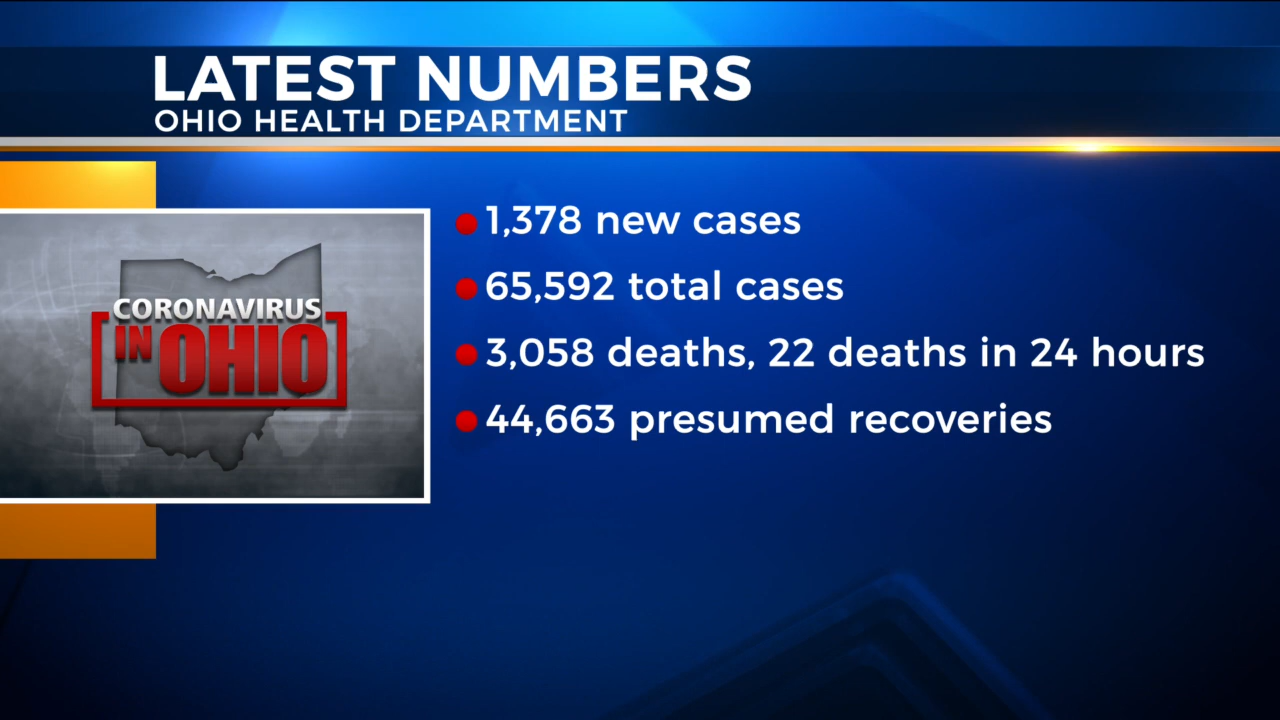 LATEST NUMBERS
OHIO HEALTH DEPARTMENT
CORONAVIRUS
IN OHIO
1,378 new cases
65,592 total cases
3,058 deaths, 22 deaths in 24 hours
44,663 presumed recoveries